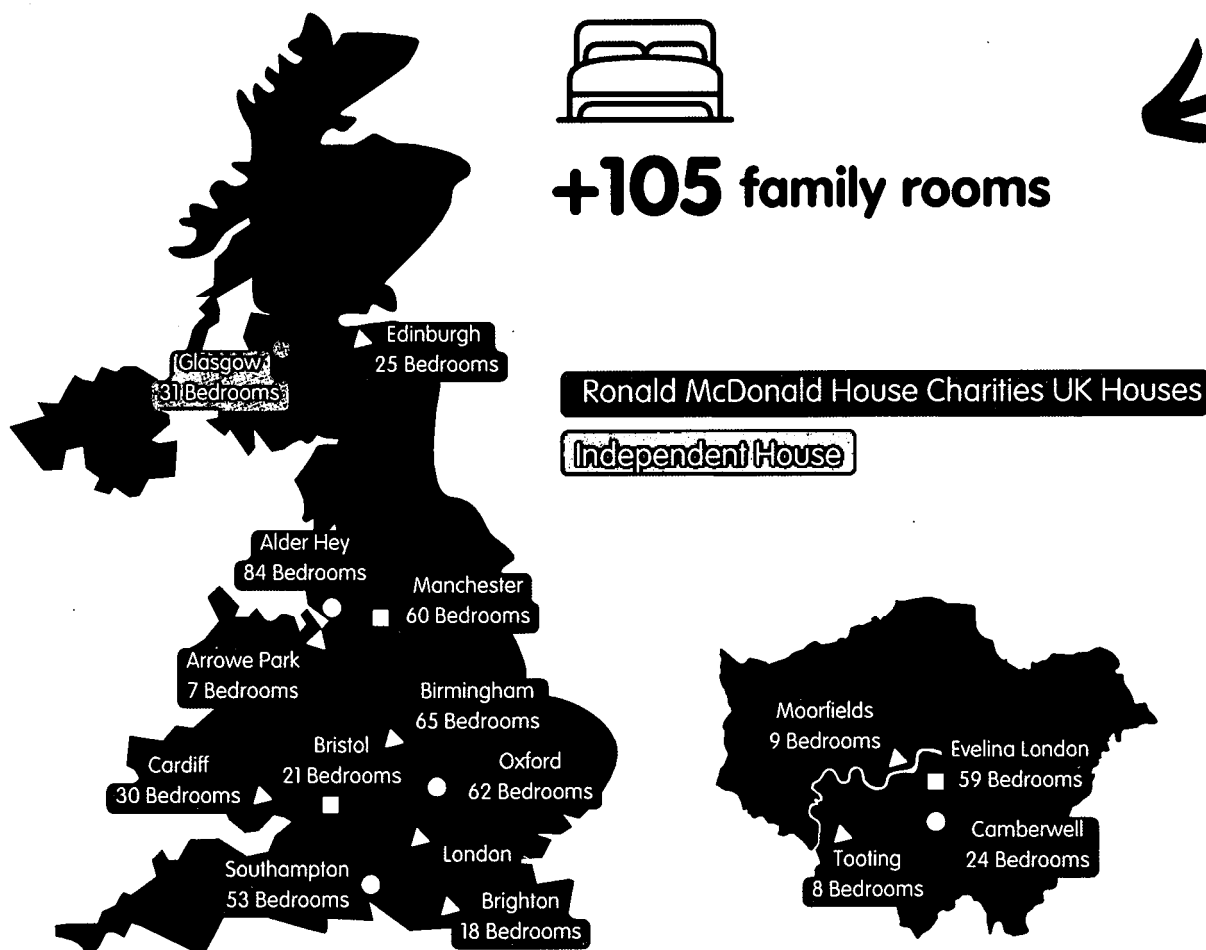 +105 family rooms
Edinburgh
25 Bedrooms
Glasgow
31 Bedrooms
Ronald McDonald House Charities UK Houses
Independent House
Alder Hey
84 Bedrooms
Manchester
60 Bedrooms
Arrowe Park
7 Bedrooms
Birmingham
65 Bedrooms
Bristol
21 Bedrooms
Oxford
62 Bedrooms
Cardiff
30 Bedrooms
London
Southampton
53 Bedrooms
Brighton
18 Bedrooms
Moorfields
9 Bedrooms
Evelina London
59 Bedrooms
Camberwell
24 Bedrooms
Tooting
8 Bedrooms